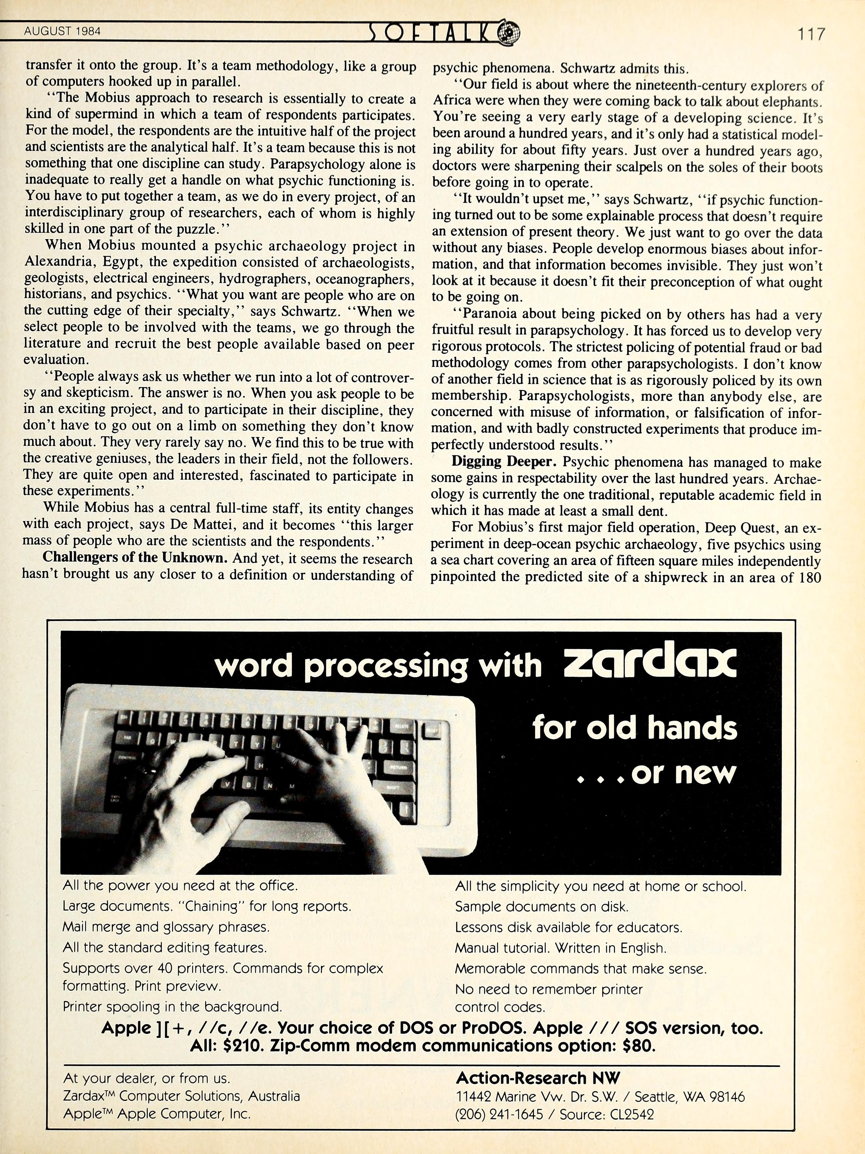 AUGUST 1984
SOFTALK
117
transfer it onto the group. It's a team methodology, like a group
of computers hooked up in parallel.
"The Mobius approach to research is essentially to create a
kind of supermind in which a team of respondents participates.
For the model, the respondents are the intuitive half of the project
and scientists are the analytical half. It's a team because this is not
something that one discipline can study. Parapsychology alone is
inadequate to really get a handle on what psychic functioning is.
You have to put together a team, as we do in every project, of an
interdisciplinary group of researchers, each of whom is highly
skilled in one part of the puzzle."
When Mobius mounted a psychic archaeology project in
Alexandria, Egypt, the expedition consisted of archaeologists,
geologists, electrical engineers, hydrographers, oceanographers,
historians, and psychics. "What you want are people who are on
the cutting edge of their specialty," says Schwartz. "When we
select people to be involved with the teams, we go through the
literature and recruit the best people available based on peer
evaluation.
"People always ask us whether we run into a lot of controver-
sy and skepticism. The answer is no. When you ask people to be
in an exciting project, and to participate in their discipline, they
don't have to go out on a limb on something they don't know
much about. They very rarely say no. We find this to be true with
the creative geniuses, the leaders in their field, not the followers.
They are quite open and interested, fascinated to participate in
these experiments."
While Mobius has a central full-time staff, its entity changes
with each project, says De Mattei, and it becomes "this larger
mass of people who are the scientists and the respondents."
Challengers of the Unknown. And yet, it seems the research
hasn't brought us any closer to a definition or understanding of
psychic phenomena. Schwartz admits this.
"Our field is about where the nineteenth-century explorers of
Africa were when they were coming back to talk about elephants.
You're seeing a very early stage of a developing science. It's
been around a hundred years, and it's only had a statistical model-
ing ability for about fifty years. Just over a hundred years ago,
doctors were sharpening their scalpels on the soles of their boots
before going in to operate.
"It wouldn't upset me," says Schwartz, "if psychic function-
ing turned out to be some explainable process that doesn't require
an extension of present theory. We just want to go over the data
without any biases. People develop enormous biases about infor-
mation, and that information becomes invisible. They just won't
look at it because it doesn't fit their preconception of what ought
to be going on.
"Paranoia about being picked on by others has had a very
fruitful result in parapsychology. It has forced us to develop very
rigorous protocols. The strictest policing of potential fraud or bad
methodology comes from other parapsychologists. I don't know
of another field in science that is as rigorously policed by its own
membership. Parapsychologists, more than anybody else, are
concerned with misuse of information, or falsification of infor-
mation, and with badly constructed experiments that produce im-
perfectly understood results."
Digging Deeper. Psychic phenomena has managed to make
some gains in respectability over the last hundred years. Archae-
ology is currently the one traditional, reputable academic field in
which it has made at least a small dent.
For Mobius's first major field operation, Deep Quest, an ex-
periment in deep-ocean psychic archaeology, five psychics using
a sea chart covering an area of fifteen square miles independently
pinpointed the predicted site of a shipwreck in an area of 180
word processing with zardax
for old hands
. . . or new
All the power you need at the office.
Large documents. "Chaining" for long reports.
Mail merge and glossary phrases.
All the standard editing features.
Supports over 40 printers. Commands for complex
formatting. Print preview.
Printer spooling in the background.
All the simplicity you need at home or school.
Sample documents on disk.
Lessons disk available for educators.
Manual tutorial. Written in English.
Memorable commands that make sense.
No need to remember printer
control codes.
Apple ][+, //c, //e. Your choice of DOS or ProDOS. Apple /// SOS version, too.
All: $210. Zip-Comm modem communications option: $80.
At your dealer, or from us.
Zardax™ Computer Solutions, Australia
Apple™ Apple Computer, Inc.
Action-Research NW
11442 Marine Vw. Dr. S.W. / Seattle, WA 98146
(206) 241-1645 / Source: CL2542